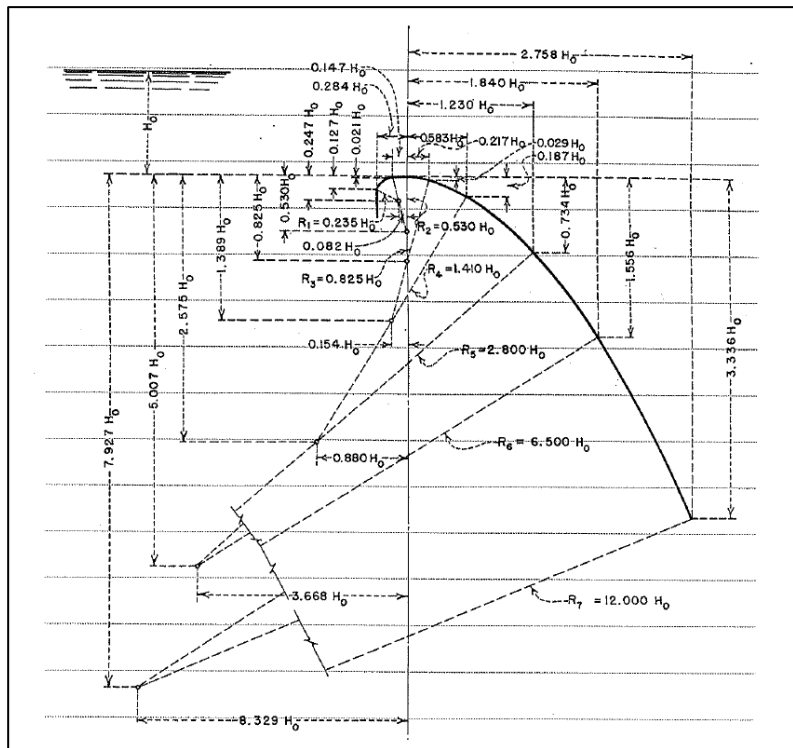 2.758 H₀
0.147 H₀
1.840 H₀
0.284 H₀
1.230 H₀
H₀
0.247 H₀
0.127 H₀
0.021 H₀
0.583 H₀
0.217 H₀
0.029 H₀
0.187 H₀
0.530 H₀
0.825 H₀
1.389 H₀
2.575 H₀
5.007 H₀
7.927 H₀
R₁ = 0.235 H₀
R₂ = 0.530 H₀
0.082 H₀
R₃ = 0.825 H₀
R₄ = 1.410 H₀
0.734 H₀
1.556 H₀
3.336 H₀
0.154 H₀
R₅ = 2.800 H₀
0.880 H₀
R₆ = 6.500 H₀
3.668 H₀
R₇ = 12.000 H₀
8.329 H₀